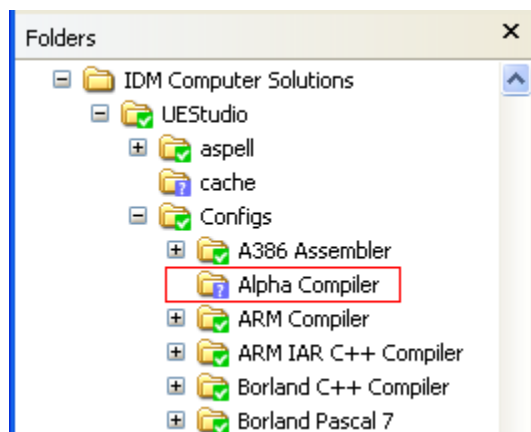 Folders
IDM Computer Solutions
UEStudio
aspell
cache
Configs
A386 Assembler
Alpha Compiler
ARM Compiler
ARM IAR C++ Compiler
Borland C++ Compiler
Borland Pascal 7